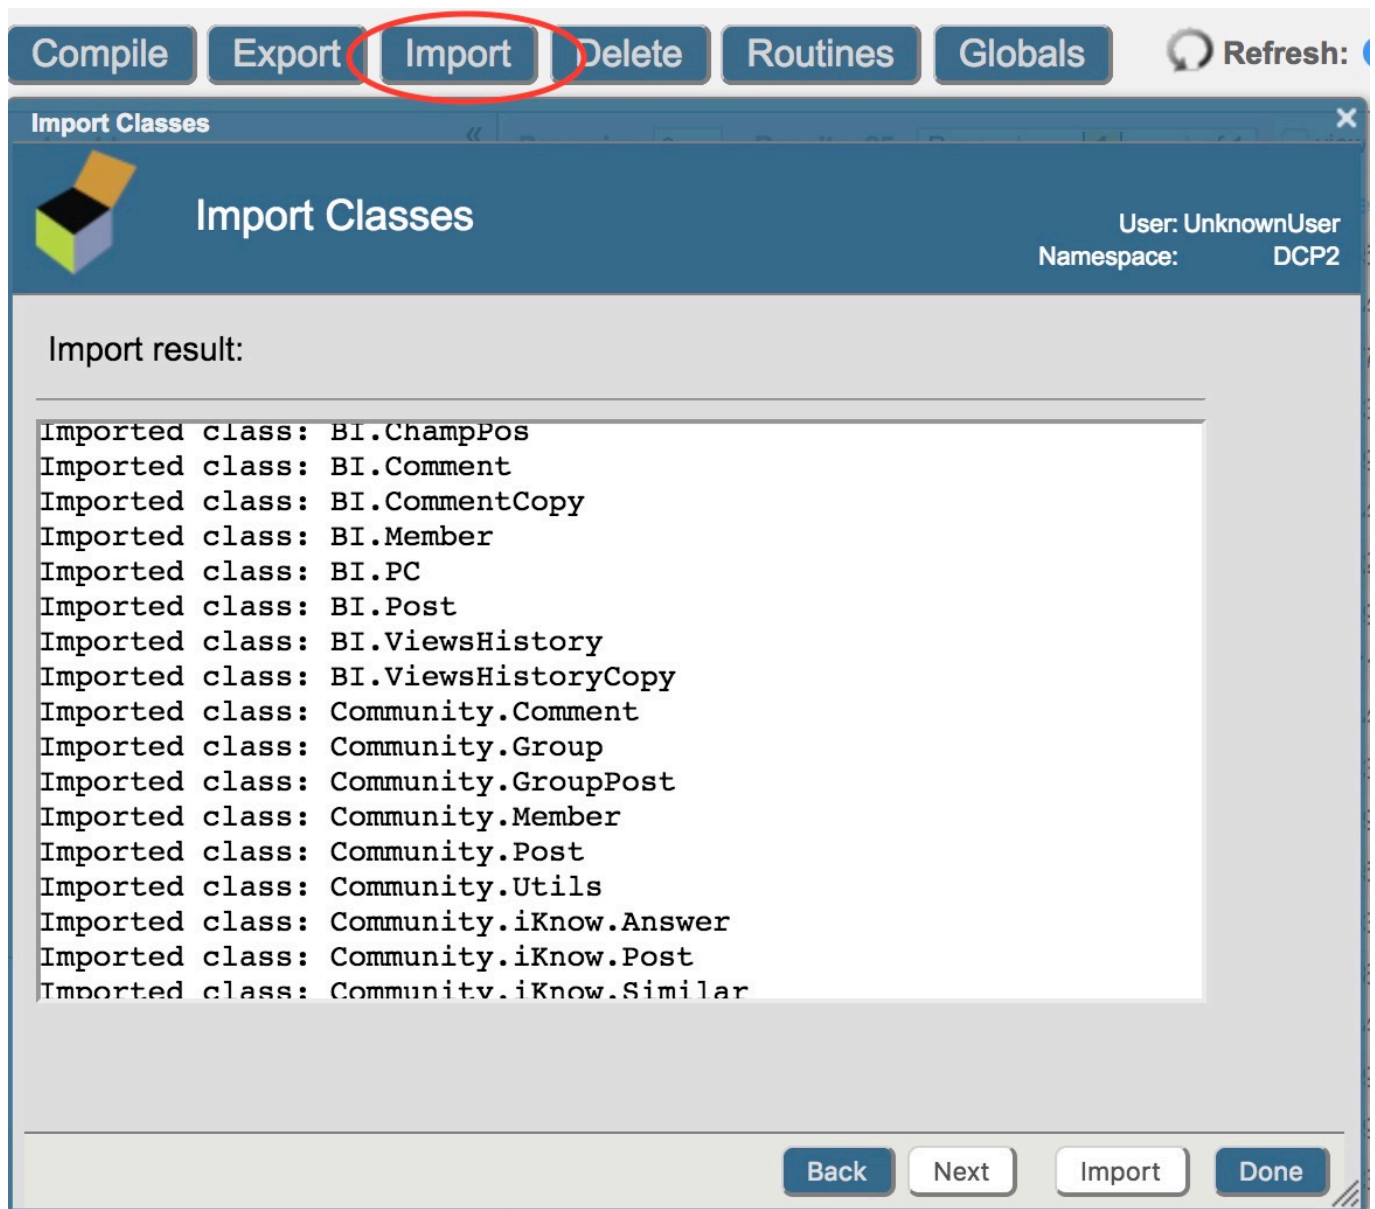 Compile Export Import Delete Routines Globals Refresh:
Import Classes
Import Classes
User: UnknownUser
Namespace: DCP2
Import result:
Imported class: BI.ChampPos
Imported class: BI.Comment
Imported class: BI.CommentCopy
Imported class: BI.Member
Imported class: BI.PC
Imported class: BI.Post
Imported class: BI.ViewsHistory
Imported class: BI.ViewsHistoryCopy
Imported class: Community.Comment
Imported class: Community.Group
Imported class: Community.GroupPost
Imported class: Community.Member
Imported class: Community.Post
Imported class: Community.Utils
Imported class: Community.iKnow.Answer
Imported class: Community.iKnow.Post
Imported class: Community.iKnow.Similar
Back Next Import Done